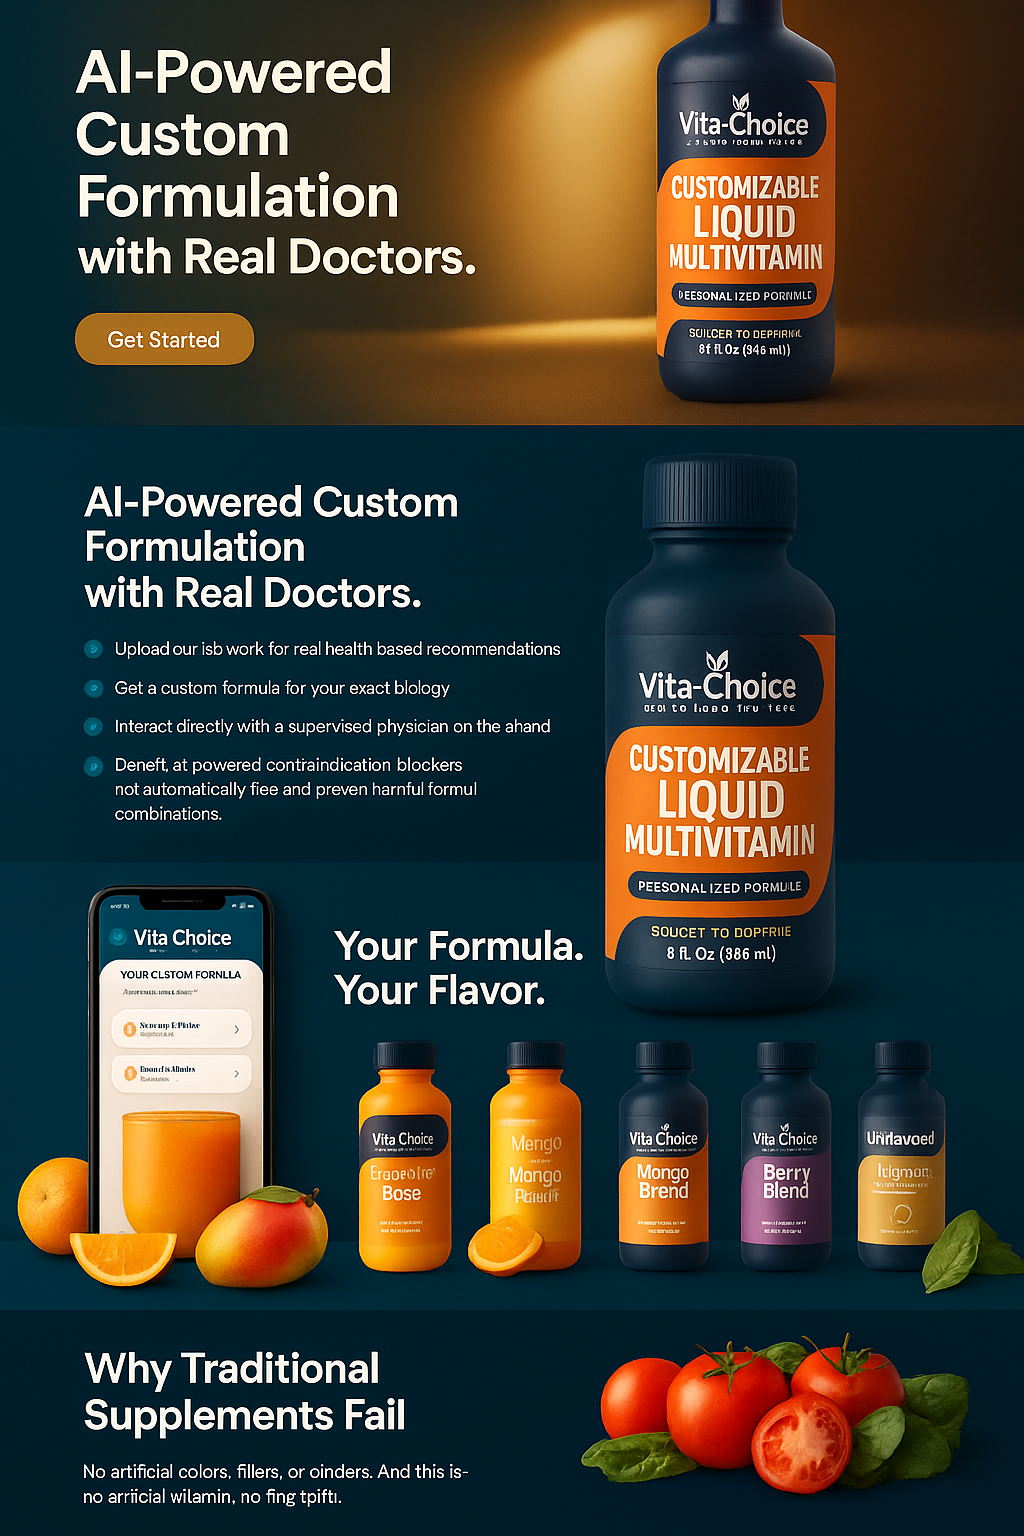 AI-Powered
Custom
Formulation
with Real Doctors.
Get Started
Vita-Choice
CUSTOMIZABLE
LIQUID
MULTIVITAMIN
PEESONAL IZED PORNMLE
8f fl. Oz (946 ml))
AI-Powered Custom
Formulation
with Real Doctors.
Upload our isb work for real health based recommendations
Get a custom formula for your exact blology
Interact directly with a supervised physician on the ahand
Deneft, at powered contraindication blockers
not automatically fiee and preven harnful formul
combinations.
Vita-Choice
CUSTOMIZABLE
LIQUID
MULTIVITAMIN
PEESONAL IZED PORMULE
SOUCET TO DOPFRIIE
8 fl. Oz (386 ml)
Vita Choice
YOUR CLSTOM FORNLLA
Your Formula.
Your Flavor.
Vita Choice
Bose
Mengo
Mongo
Vita Choice
Mongo
Brend
Vita Choice
Berry
Blend
Unflavoed
Why Traditional
Supplements Fail
No artificial colors, fillers, or oinders. And this is-
no arrificial wilamin, no fing tpift.